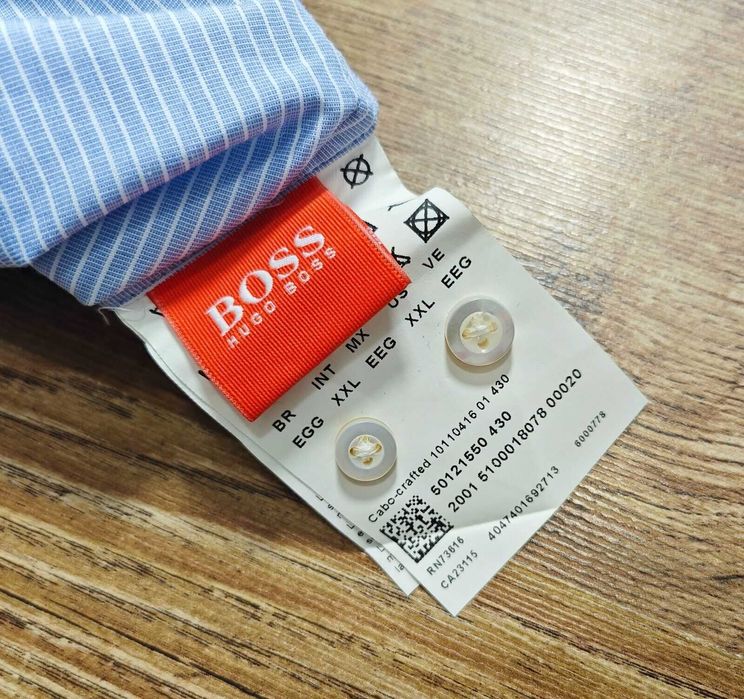 BOSS
HUGO BOSS
BR INT MX US VE
EGG XXL EEG XXL EEG
Cabo-crafted 10110416 01 430
50121550 430
2001 5100018078 00020
RN73616 4047401692713 6000778
CA23115